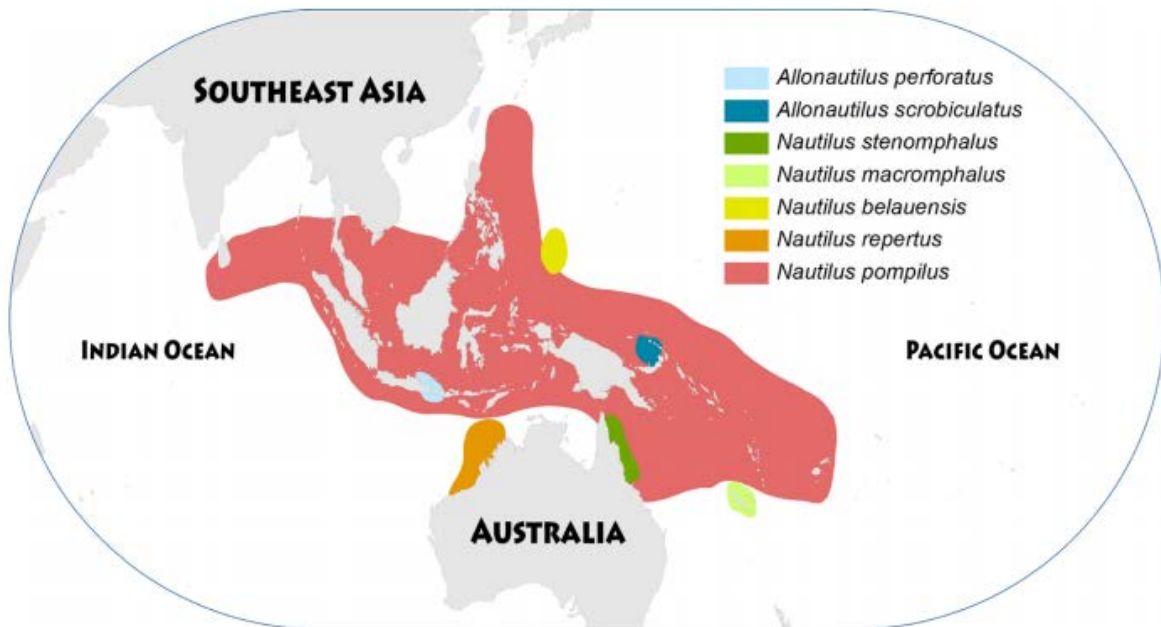 SOUTHEAST ASIA
Allonautilus perforatus
Allonautilus scrobiculatus
Nautilus stenomphalus
Nautilus macromphalus
Nautilus belauensis
Nautilus repertus
Nautilus pompilus
INDIAN OCEAN
PACIFIC OCEAN
AUSTRALIA